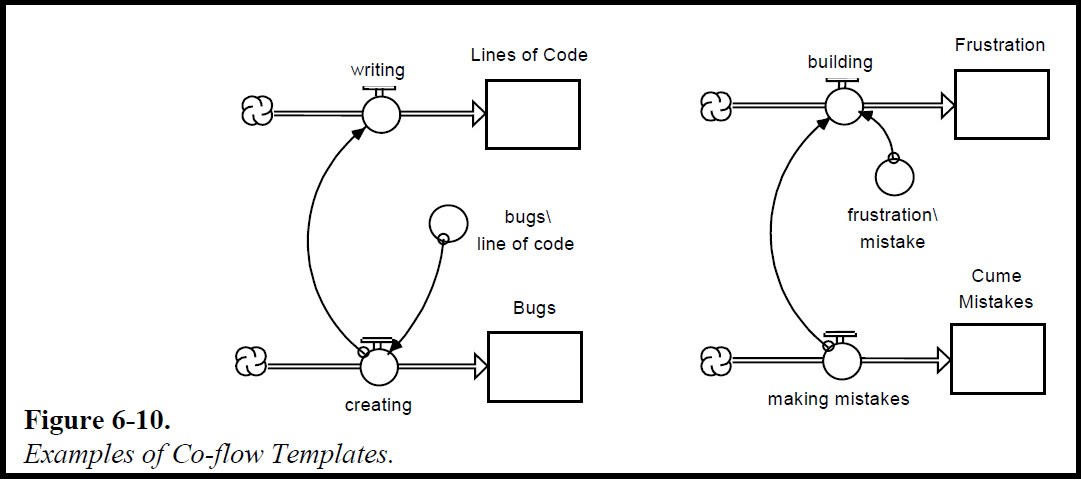 writing
Lines of Code
bugs\
line of code
Bugs
creating
building
Frustration
frustration\
mistake
Cume
Mistakes
making mistakes
Figure 6-10.
Examples of Co-flow Templates.